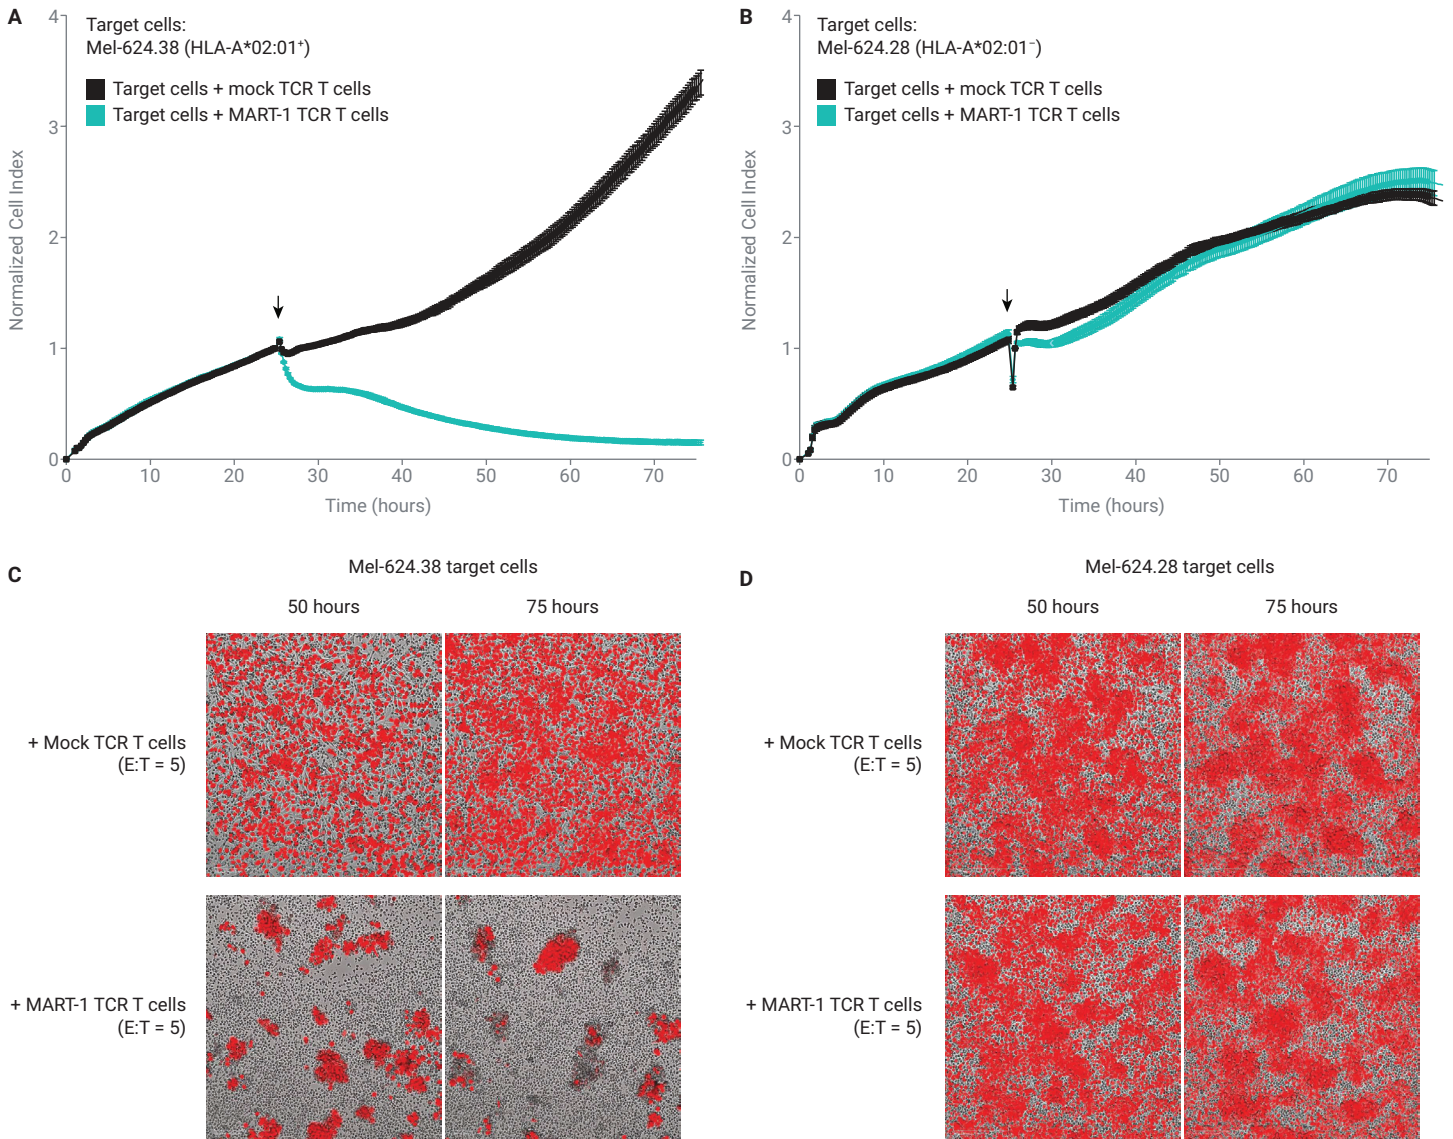 A
Target cells:
Mel-624.38 (HLA-A*02:01⁺)
Target cells + mock TCR T cells
Target cells + MART-1 TCR T cells
Normalized Cell Index
4
3
2
1
0
0 10 20 30 40 50 60 70
Time (hours)
B
Target cells:
Mel-624.28 (HLA-A*02:01⁻)
Target cells + mock TCR T cells
Target cells + MART-1 TCR T cells
Normalized Cell Index
4
3
2
1
0
0 10 20 30 40 50 60 70
Time (hours)
C
Mel-624.38 target cells
50 hours 75 hours
+ Mock TCR T cells
(E:T = 5)
+ MART-1 TCR T cells
(E:T = 5)
D
Mel-624.28 target cells
50 hours 75 hours
+ Mock TCR T cells
(E:T = 5)
+ MART-1 TCR T cells
(E:T = 5)